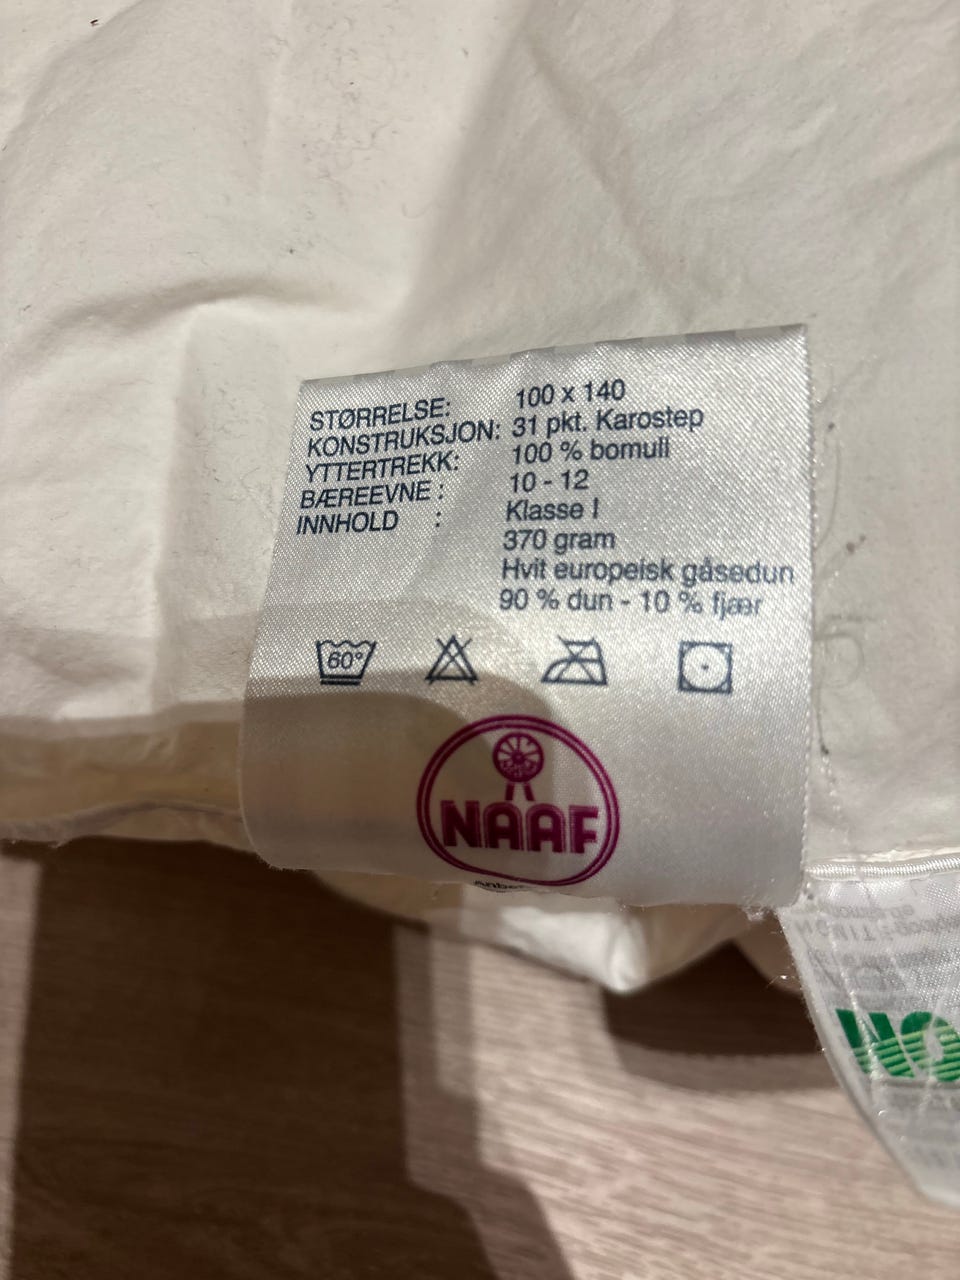 STØRRELSE: 100 x 140
KONSTRUKSJON: 31 pkt. Karostep
YTTERTREKK: 100 % bomull
BÆREEVNE : 10 - 12
INNHOLD : Klasse I
370 gram
Hvit europeisk gåsedun
90 % dun - 10 % fjær
60°
NAAF